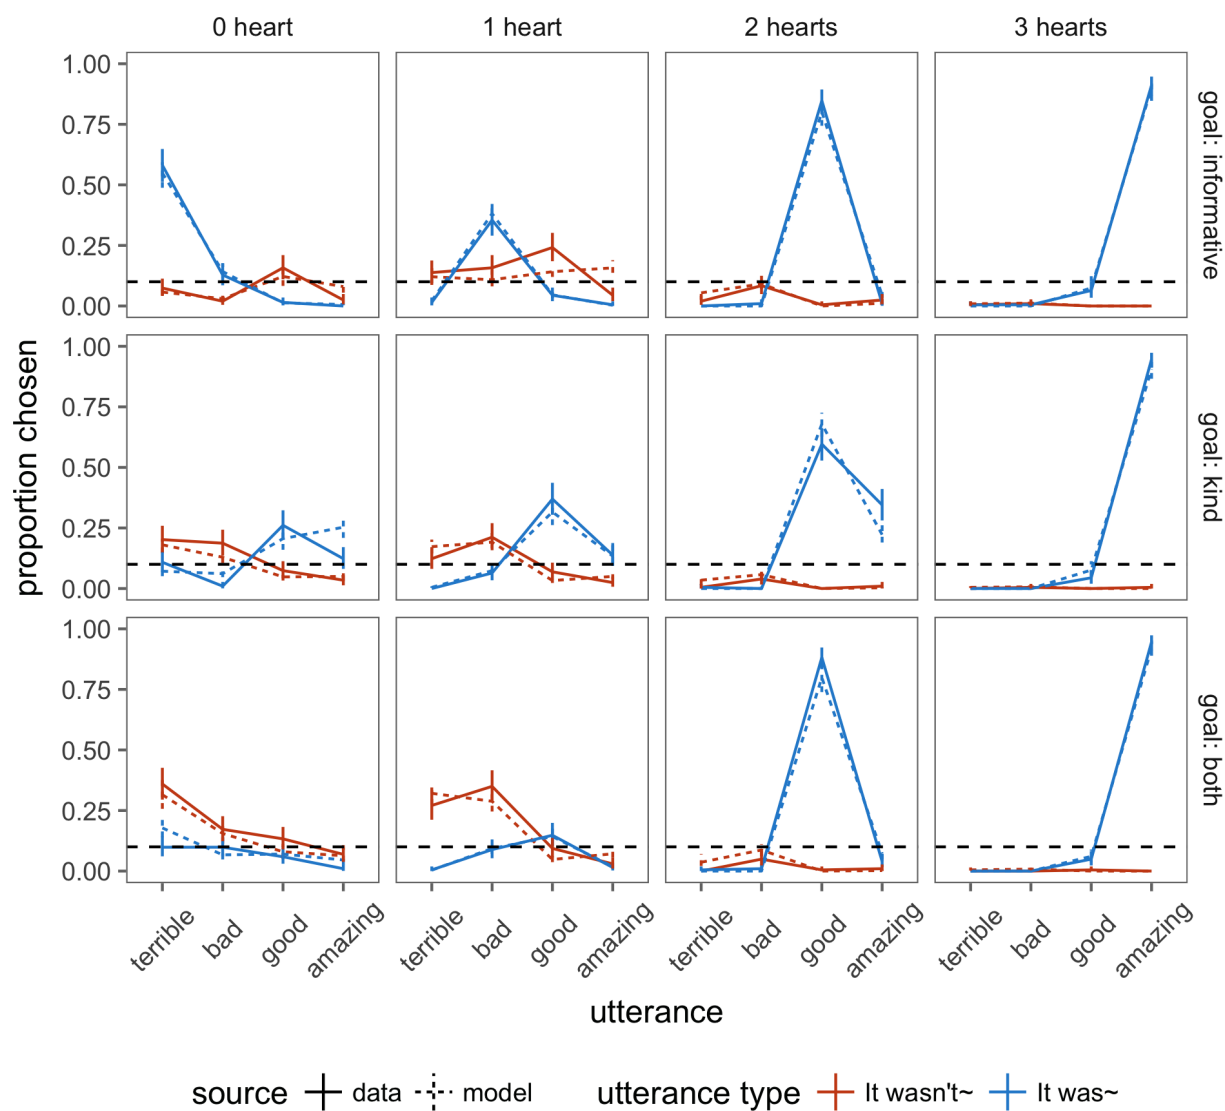 0 heart
1 heart
2 hearts
3 hearts
proportion chosen
1.00
0.75
0.50
0.25
0.00
goal: informative
1.00
0.75
0.50
0.25
0.00
goal: kind
1.00
0.75
0.50
0.25
0.00
goal: both
terrible
bad
good
amazing
terrible
bad
good
amazing
terrible
bad
good
amazing
terrible
bad
good
amazing
utterance
source data model utterance type It wasn't~ It was~